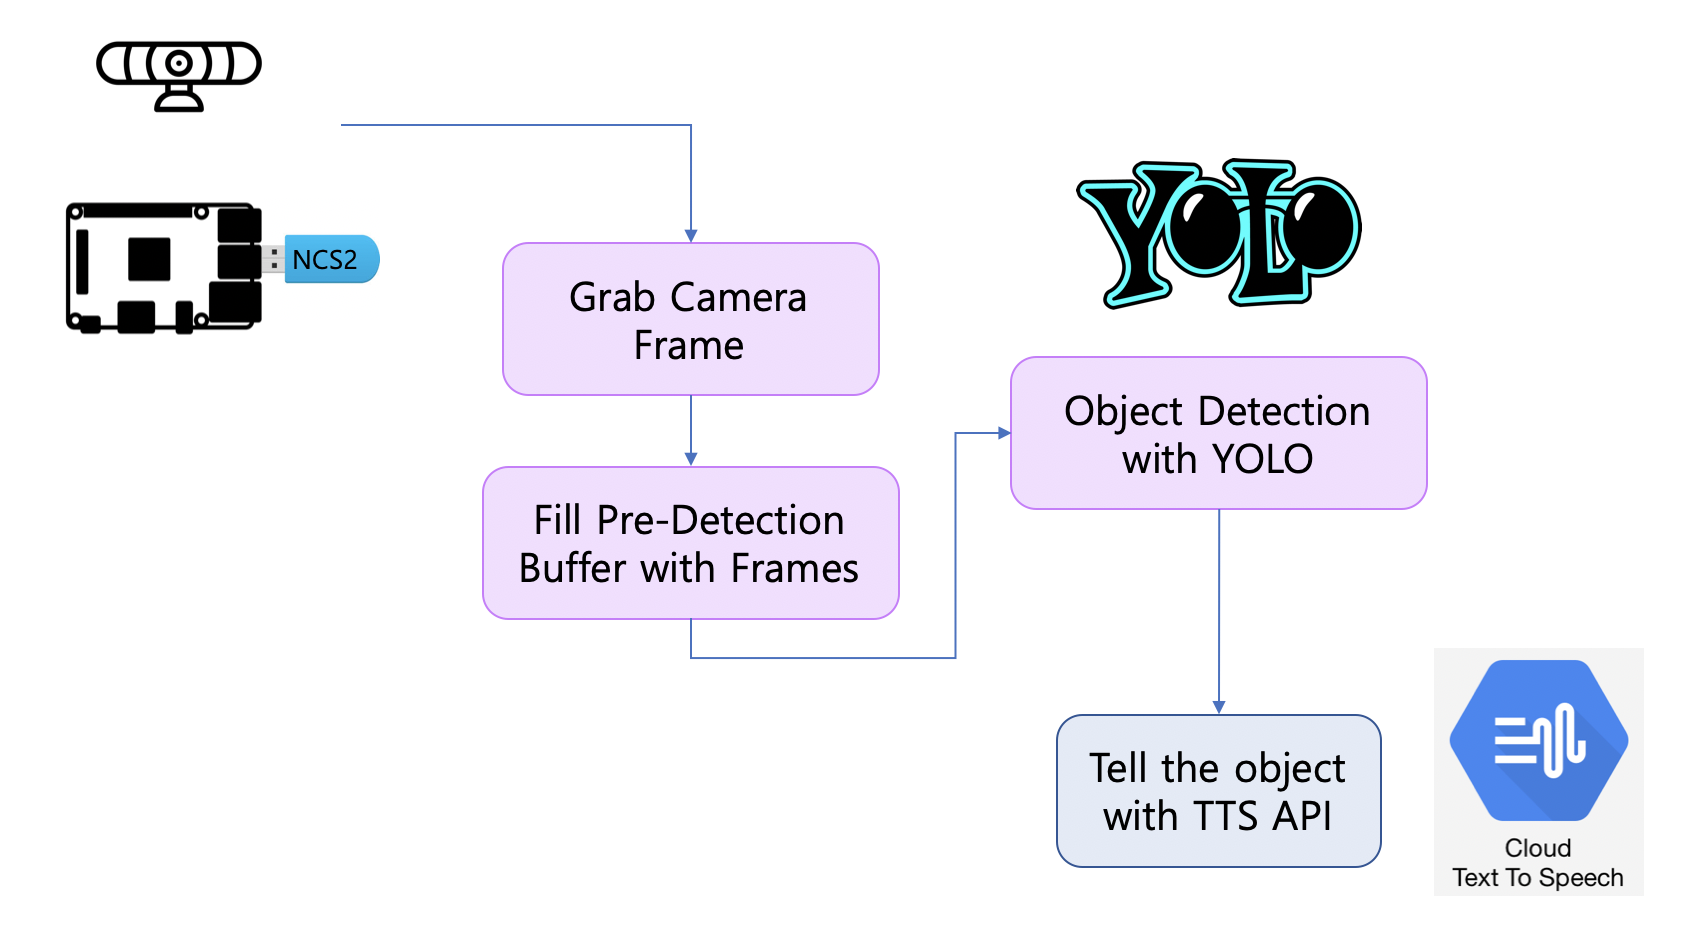 NCS2
Grab Camera
Frame
Fill Pre-Detection
Buffer with Frames
YOLO
Object Detection
with YOLO
Tell the object
with TTS API
Cloud
Text To Speech